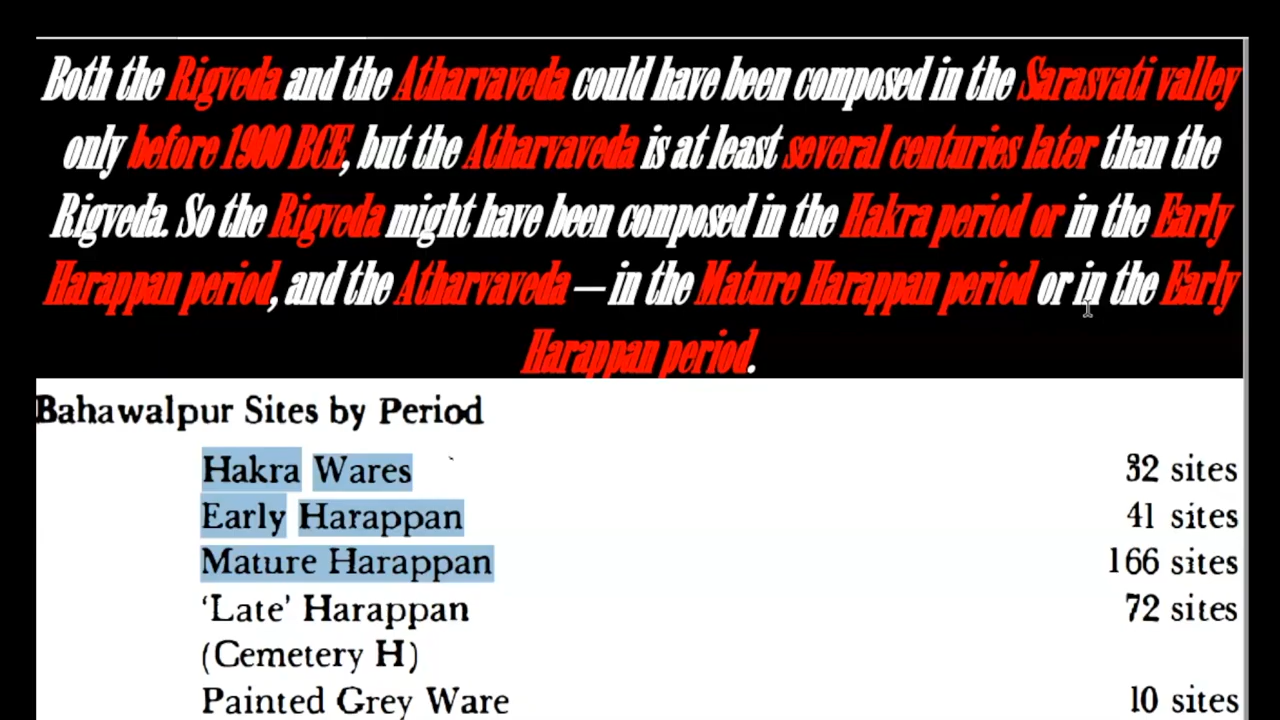 Both the Rigveda and the Atharvaveda could have been composed in the Sarasvati valley
only before 1900 BCE, but the Atharvaveda is at least several centuries later than the
Rigveda. So the Rigveda might have been composed in the Hakra period or in the Early
Harappan period, and the Atharvaveda – in the Mature Harappan period or in the Early
Harappan period.
Bahawalpur Sites by Period
Hakra Wares 32 sites
Early Harappan 41 sites
Mature Harappan 166 sites
‘Late’ Harappan 72 sites
(Cemetery H)
Painted Grey Ware 10 sites